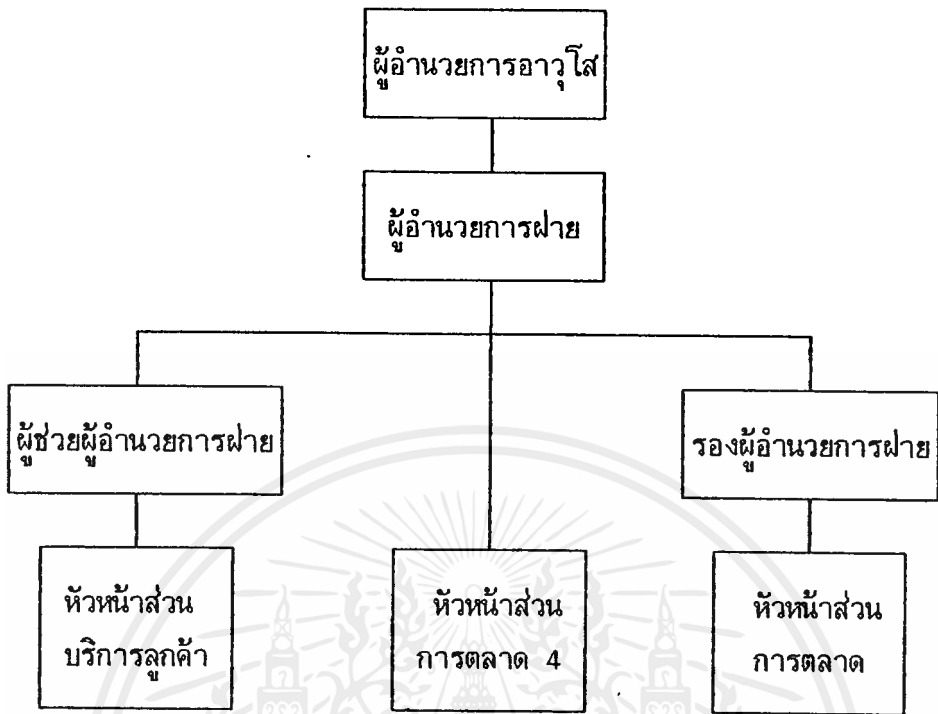 ผู้อำนวยการอาวุโส
ผู้อำนวยการฝ่าย
ผู้ช่วยผู้อำนวยการฝ่าย
รองผู้อำนวยการฝ่าย
หัวหน้าส่วน
บริการลูกค้า
หัวหน้าส่วน
การตลาด 4
หัวหน้าส่วน
การตลาด